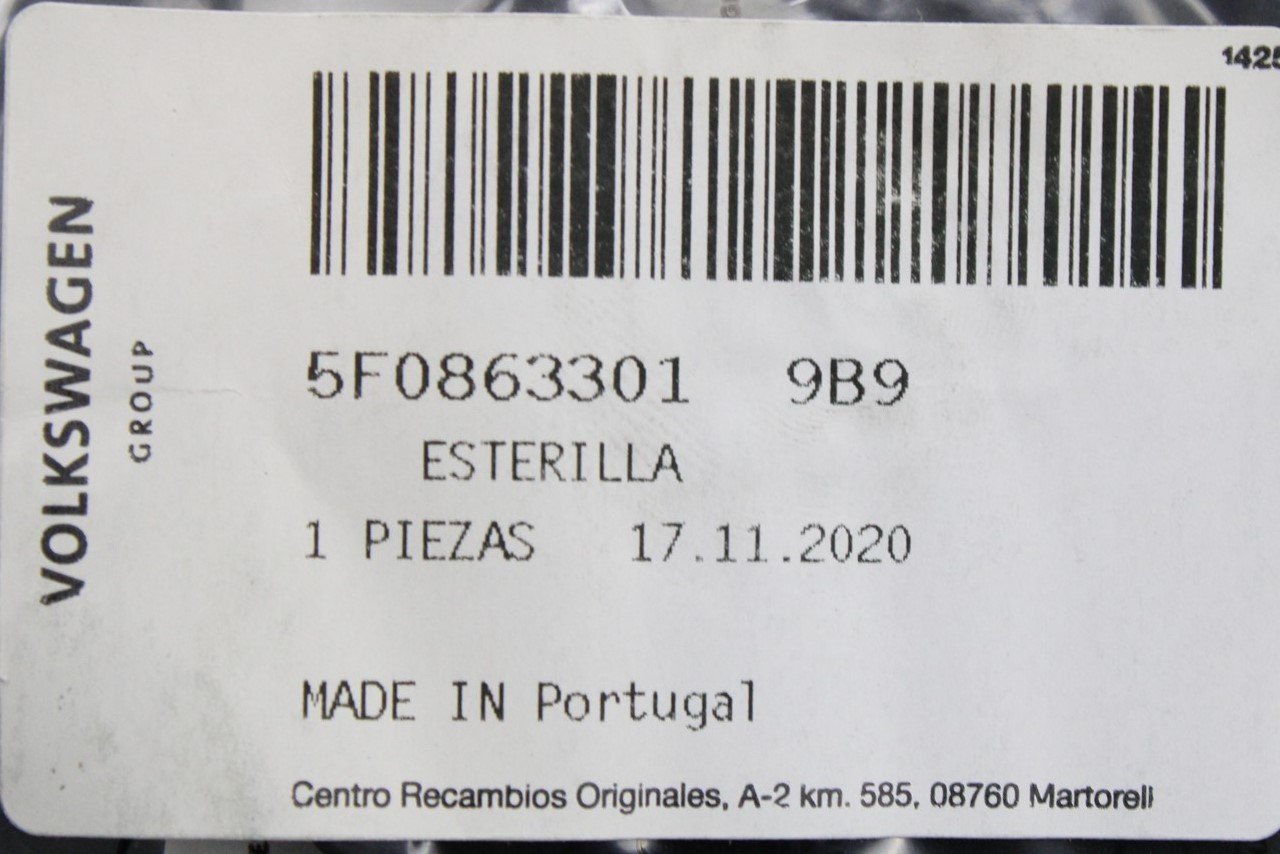 1425
VOLKSWAGEN
GROUP
5F0863301 9B9
ESTERILLA
1 PIEZAS 17.11.2020
MADE IN Portugal
Centro Recambios Originales, A-2 km. 585, 08760 Martorell